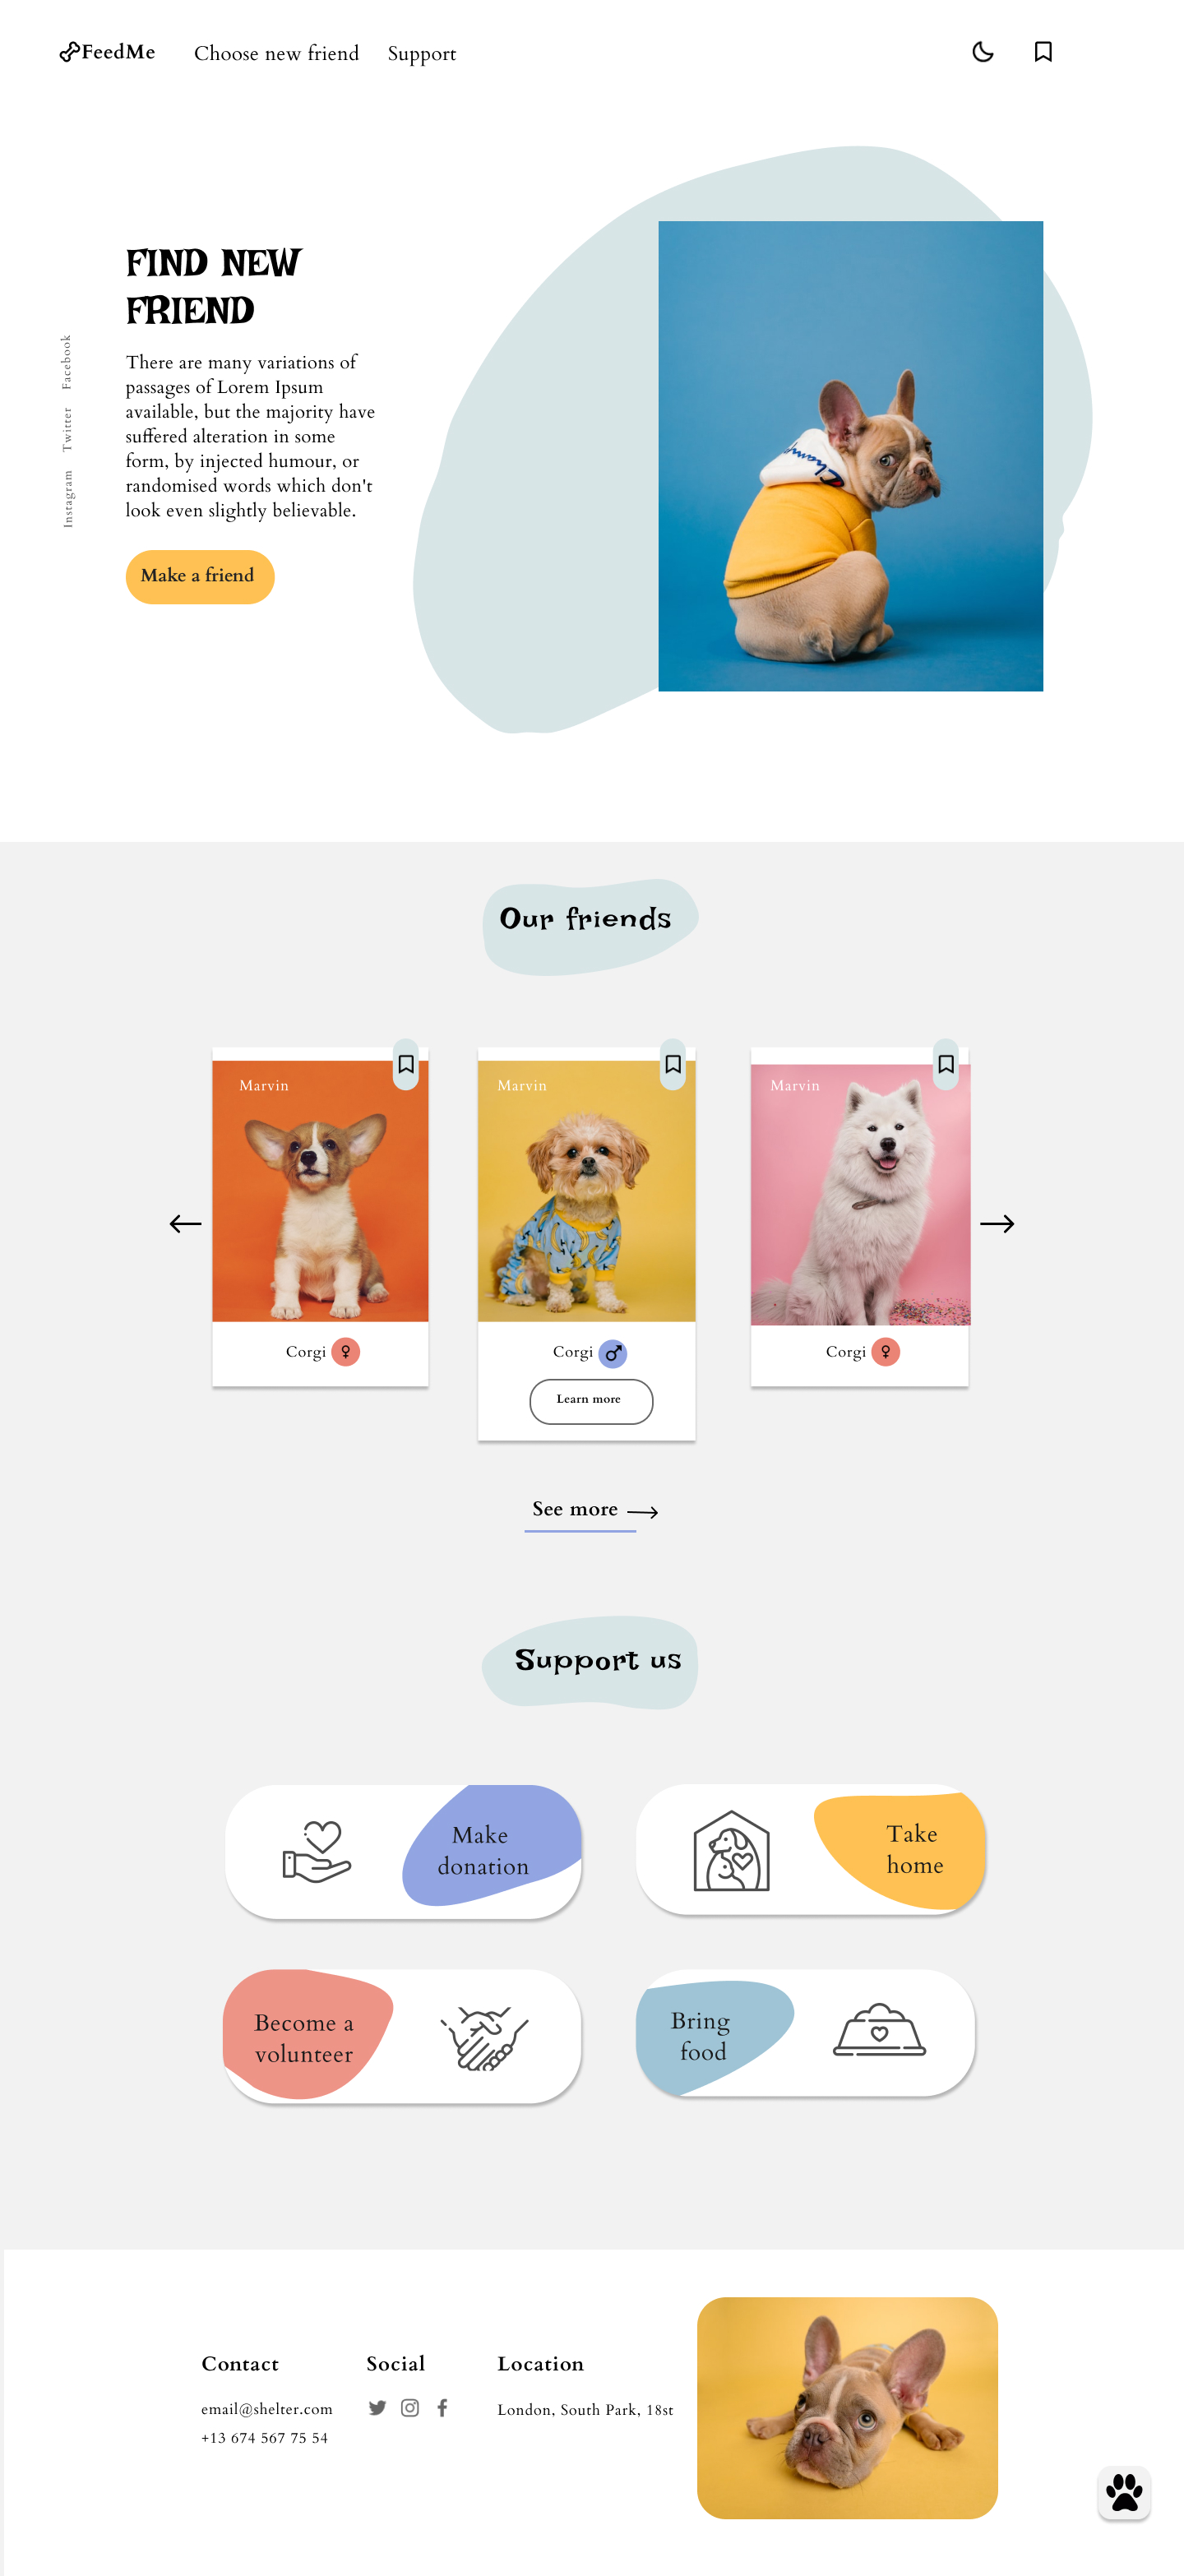 FeedMe
Choose new friend
Support
FIND NEW
FRIEND
Facebook
Twitter
Instagram
There are many variations of
passages of Lorem Ipsum
available, but the majority have
suffered alteration in some
form, by injected humour, or
randomised words which don't
look even slightly believable.
Make a friend
Champion
Our friends
Marvin
Marvin
Marvin
Corgi
Corgi
Corgi
Learn more
See more
Support us
Make
donation
Take
home
Become a
volunteer
Bring
food
Contact
Social
Location
email@shelter.com
London, South Park, 18st
+13 674 567 75 54